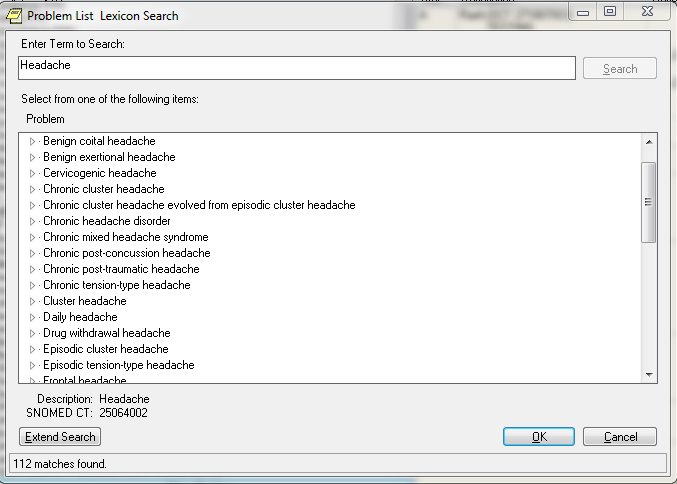 Problem List Lexicon Search
Enter Term to Search:
Headache
Search
Select from one of the following items:
Problem
Benign coital headache
Benign exertional headache
Cervicogenic headache
Chronic cluster headache
Chronic cluster headache evolved from episodic cluster headache
Chronic headache disorder
Chronic mixed headache syndrome
Chronic post-concussion headache
Chronic post-traumatic headache
Chronic tension-type headache
Cluster headache
Daily headache
Drug withdrawal headache
Episodic cluster headache
Episodic tension-type headache
Frontal headache
Description: Headache
SNOMED CT: 25064002
Extend Search
OK
Cancel
112 matches found.